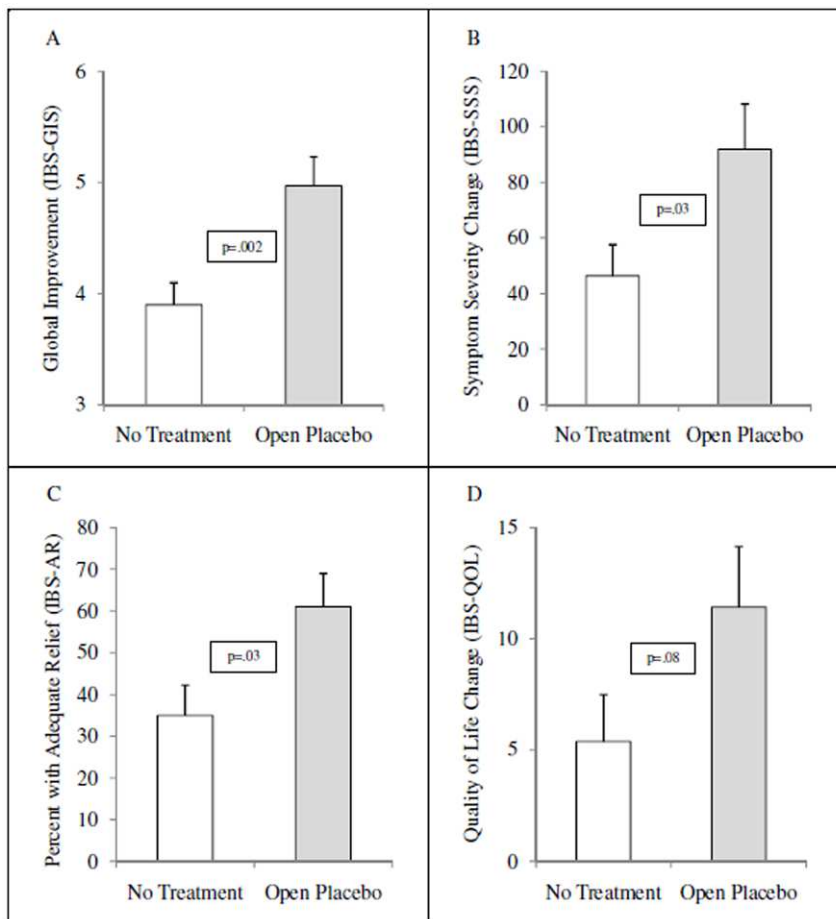 A
Global Improvement (IBS-GIS)
6
5
4
3
p=.002
No Treatment Open Placebo
B
Symptom Severity Change (IBS-SSS)
120
100
80
60
40
20
0
p=.03
No Treatment Open Placebo
C
Percent with Adequate Relief (IBS-AR)
80
70
60
50
40
30
20
10
0
p=.03
No Treatment Open Placebo
D
Quality of Life Change (IBS-QOL)
15
10
5
0
p=.08
No Treatment Open Placebo